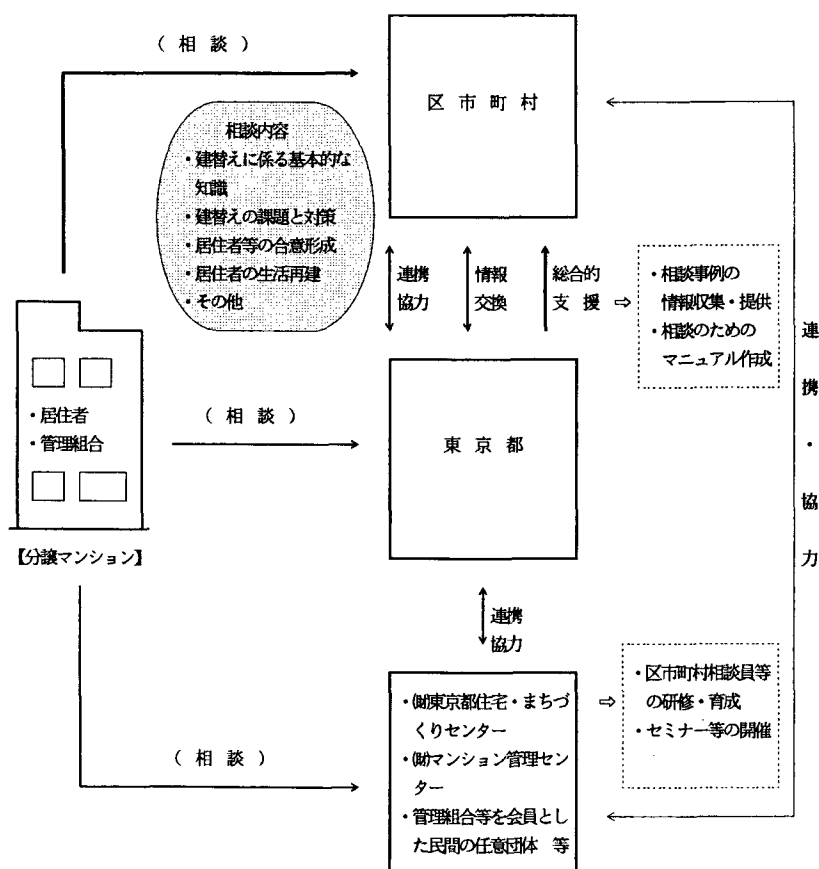 （相談）
区市町村
相談内容
・建替えに係る基本的な
知識
・建替えの課題と対策
・居住者等の合意形成
・居住者の生活再建
・その他
連携
協力
情報
交換
総合的
支援 ⇨
・相談事例の
情報収集・提供
・相談のための
マニュアル作成
連携・協力
・居住者
・管理組合
【分譲マンション】
（相談）
東京都
連携
協力
（相談）
・㈶東京都住宅・まちづ
くりセンター
・㈶マンション管理セン
ター
・管理組合等を会員とし
た民間の任意団体 等
⇨
・区市町村相談員等
の研修・育成
・セミナー等の開催